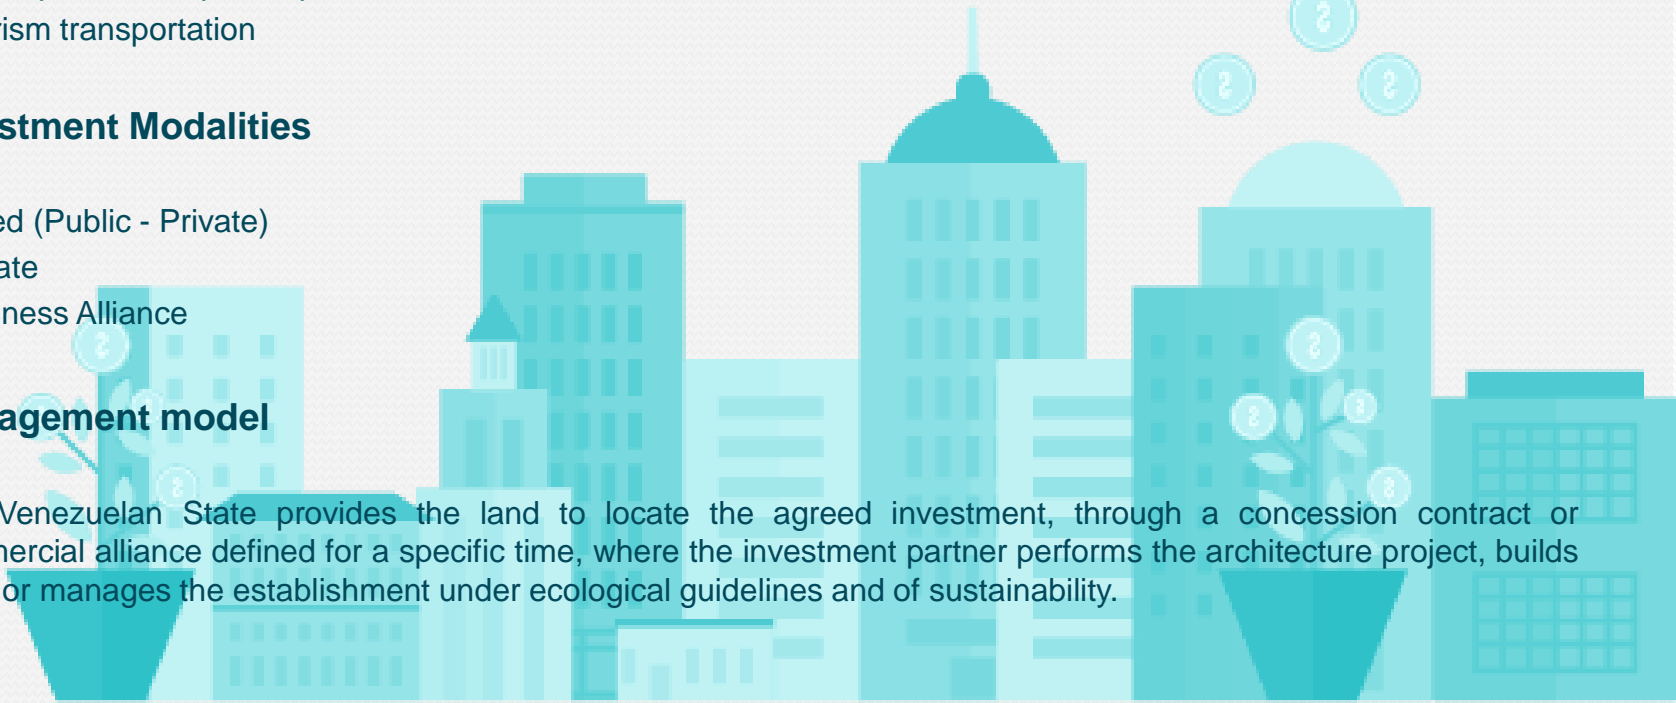 rism transportation
stment Modalities
ed (Public - Private)
ate
ness Alliance
agement model
Venezuelan State provides the land to locate the agreed investment, through a concession contract or
ercial alliance defined for a specific time, where the investment partner performs the architecture project, builds
or manages the establishment under ecological guidelines and of sustainability.